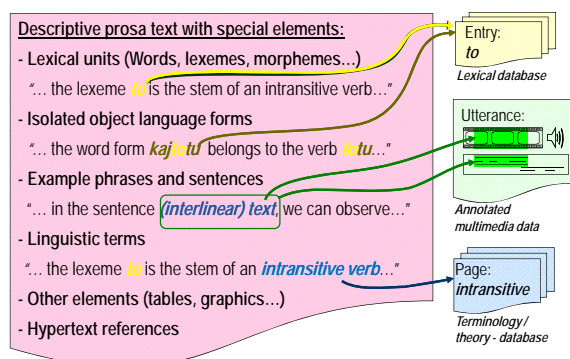 Descriptive prosa text with special elements:
- Lexical units (Words, lexemes, morphemes…)
"… the lexeme to is the stem of an intransitive verb…"
- Isolated object language forms
"… the word form kajtotu belongs to the verb totu…"
- Example phrases and sentences
"… in the sentence (interlinear) text, we can observe…"
- Linguistic terms
"… the lexeme to is the stem of an intransitive verb…"
- Other elements (tables, graphics…)
- Hypertext references
Entry:
to
Lexical database
Utterance:
Annotated
multimedia data
Page:
intransitive
Terminology /
theory - database